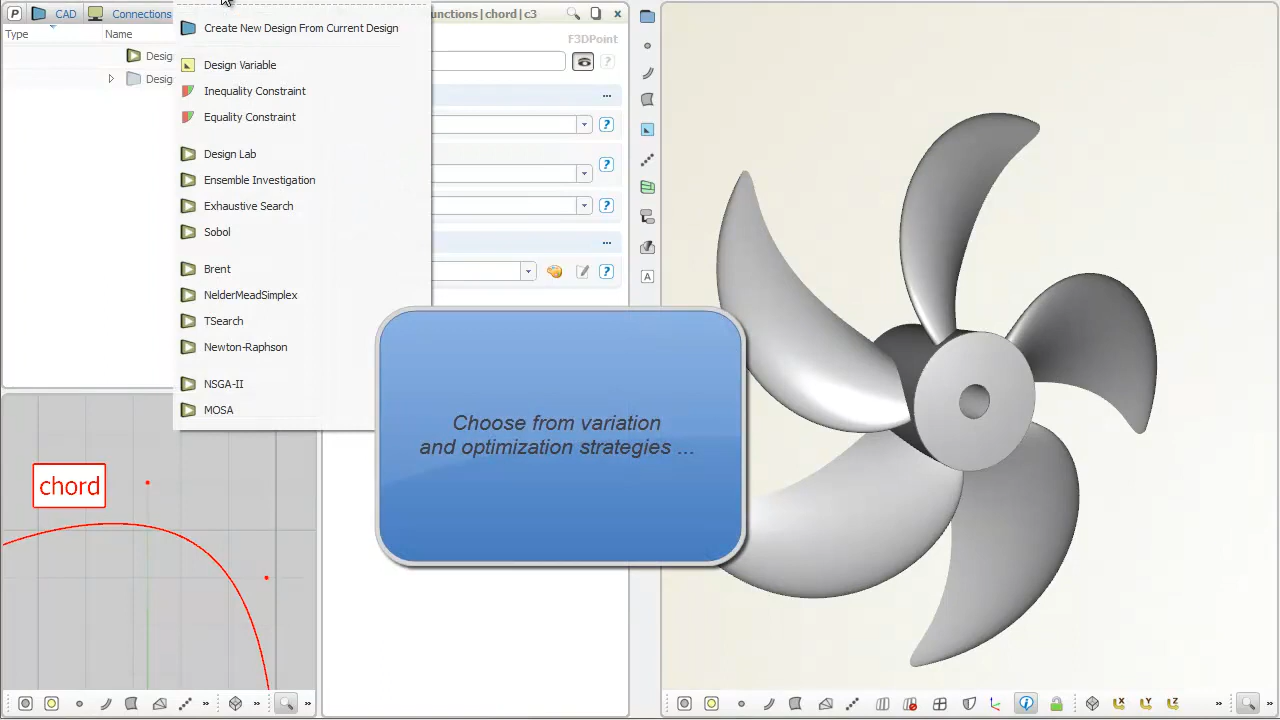 P CAD Connections
unctions | chord | c3
Type Name
F3DPoint
Desig
Desig
Create New Design From Current Design
Design Variable
Inequality Constraint
Equality Constraint
Design Lab
Ensemble Investigation
Exhaustive Search
Sobol
Brent
NelderMeadSimplex
TSearch
Newton-Raphson
NSGA-II
MOSA
Choose from variation
and optimization strategies ...
chord
A
X Y Z